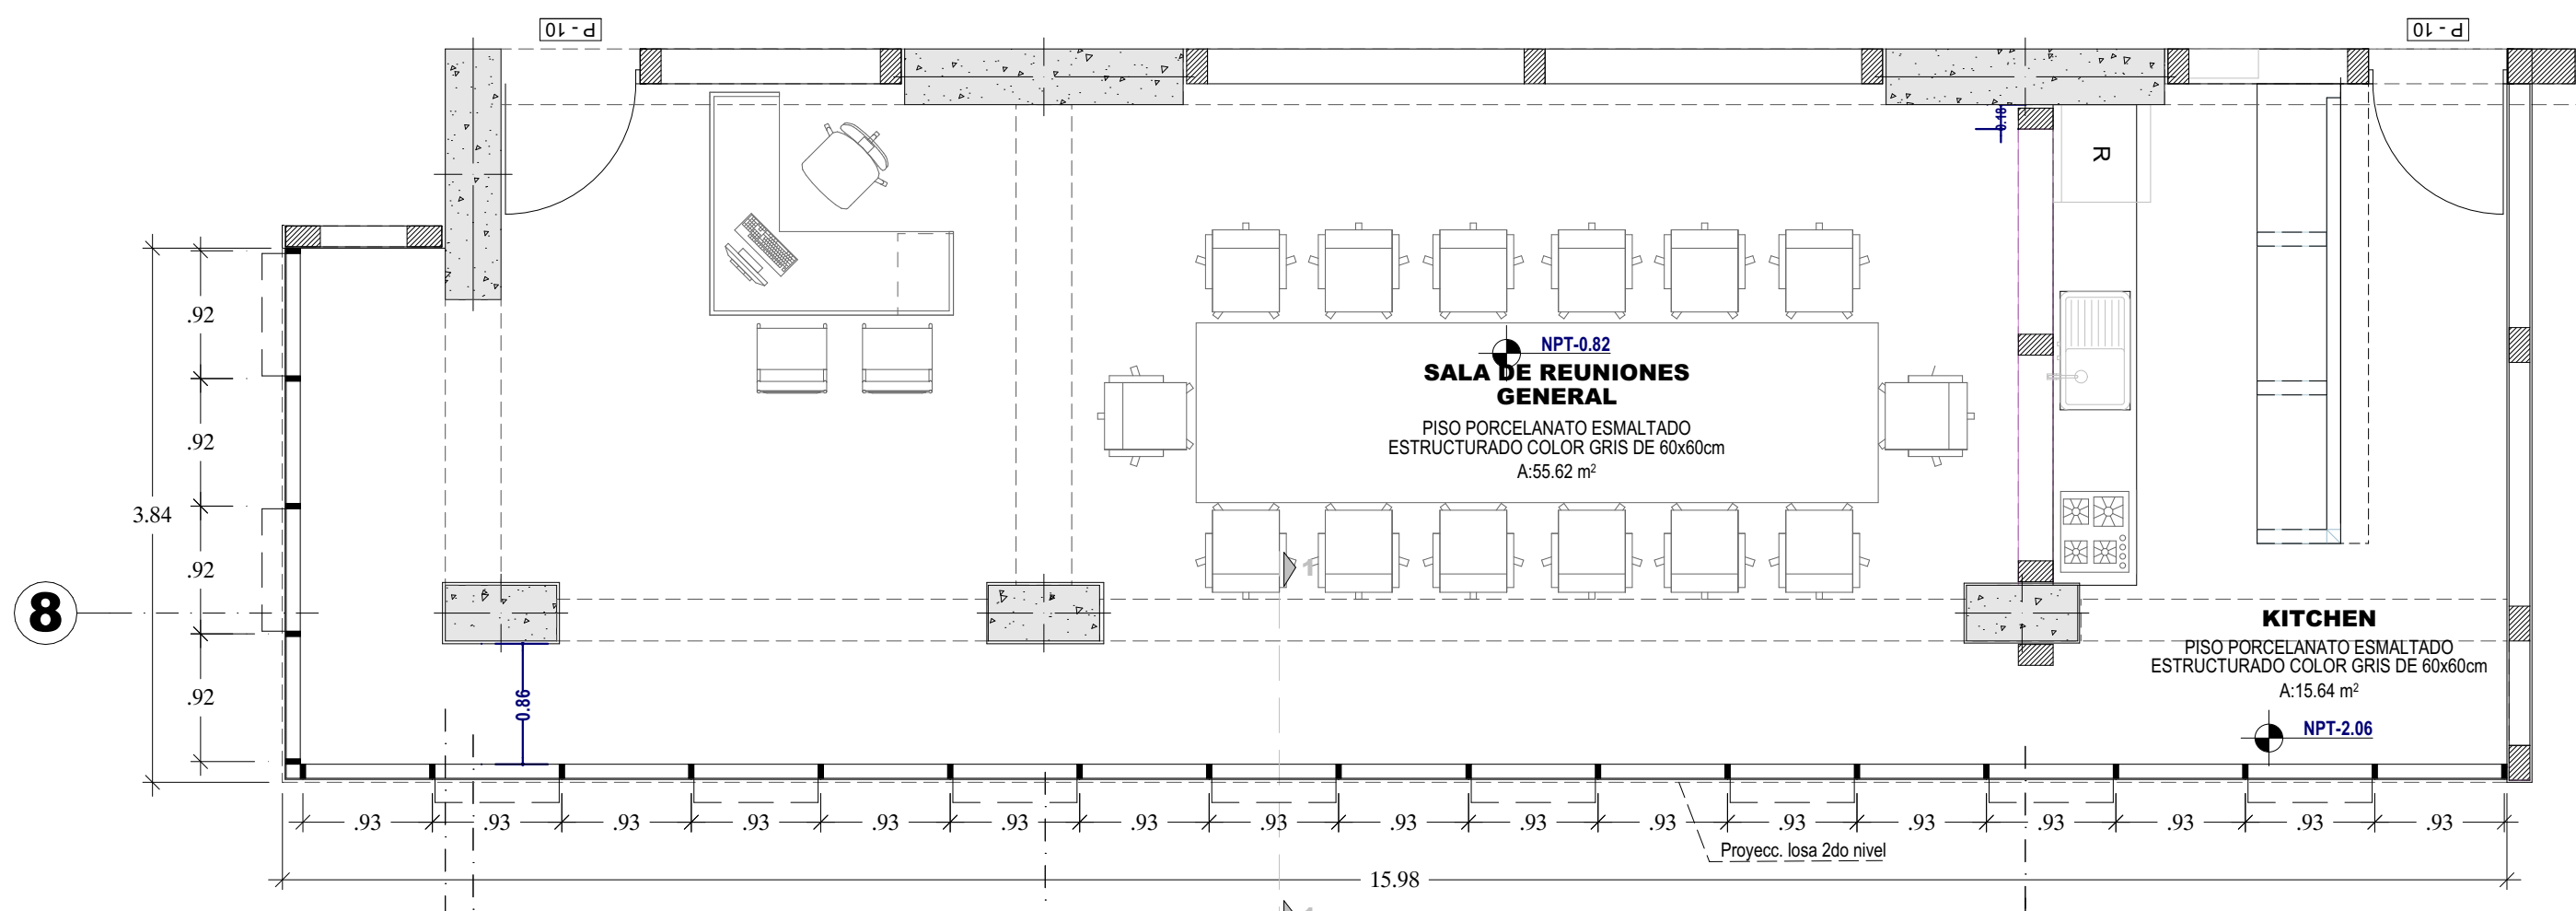 P - 10
P - 10
0.10
R
.92
.92
.92
.92
3.84
8
NPT-0.82
SALA DE REUNIONES
GENERAL
PISO PORCELANATO ESMALTADO
ESTRUCTURADO COLOR GRIS DE 60x60cm
A:55.62 m²
1
KITCHEN
PISO PORCELANATO ESMALTADO
ESTRUCTURADO COLOR GRIS DE 60x60cm
A:15.64 m²
NPT-2.06
0.86
.93 .93 .93 .93 .93 .93 .93 .93 .93 .93 .93 .93 .93 .93 .93 .93 .93
Proyecc. losa 2do nivel
15.98